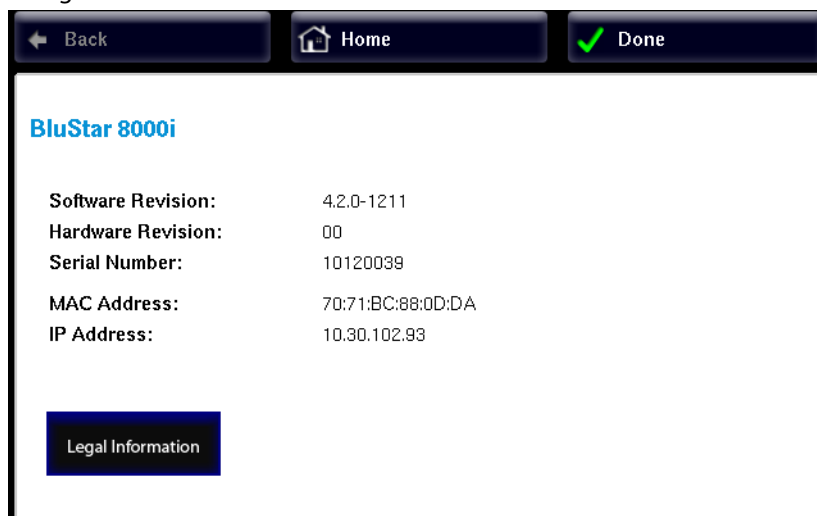 Back Home Done
BluStar 8000i
Software Revision: 4.2.0-1211
Hardware Revision: 00
Serial Number: 10120039
MAC Address: 70:71:BC:88:0D:DA
IP Address: 10.30.102.93
Legal Information